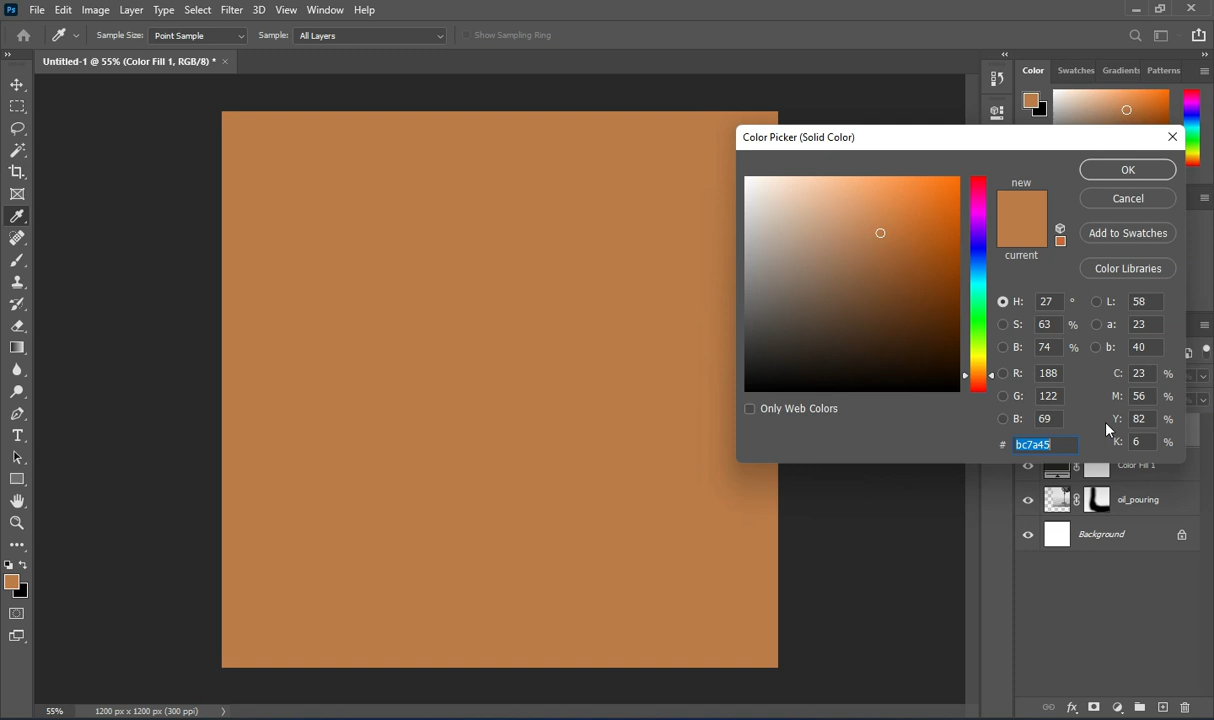 Ps File Edit Image Layer Type Select Filter 3D View Window Help
Sample Size: Point Sample Sample: All Layers Show Sampling Ring
Untitled-1 @ 55% (Color Fill 1, RGB/8) * ×
Color Swatches Gradients Patterns
Color Picker (Solid Color)
OK
new
Cancel
Add to Swatches
current
Color Libraries
H: 27 ° L: 58
S: 63 % a: 23
B: 74 % b: 40
R: 188 C: 23 %
Only Web Colors
G: 122 M: 56 %
B: 69 Y: 82 %
# bc7a45 K: 6 %
Color Fill 1
oil_pouring
Background
T
55% 1200 px x 1200 px (300 ppi)
fx